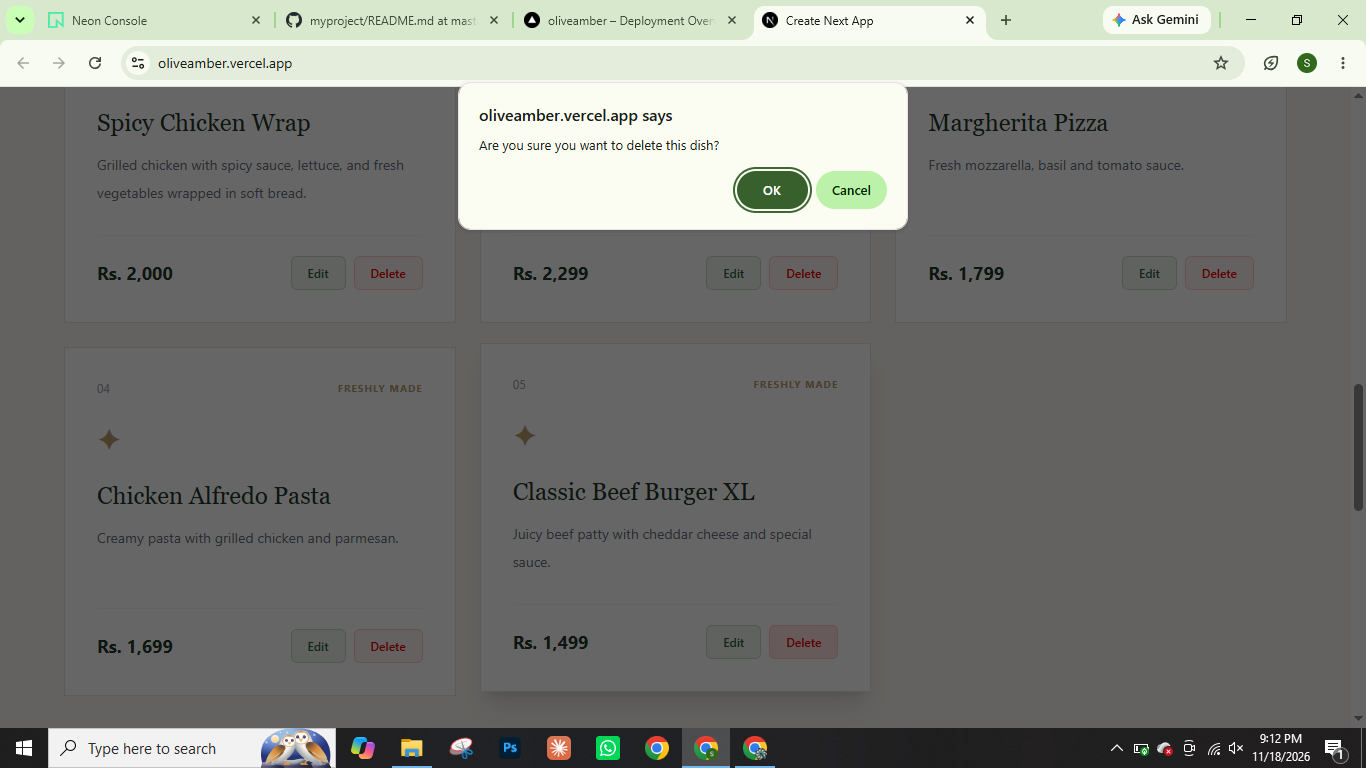 Neon Console
myproject/README.md at mast
oliveamber – Deployment Over
Create Next App
Ask Gemini
oliveamber.vercel.app
S
oliveamber.vercel.app says
Are you sure you want to delete this dish?
OK
Cancel
Spicy Chicken Wrap
Grilled chicken with spicy sauce, lettuce, and fresh
vegetables wrapped in soft bread.
Rs. 2,000
Edit
Delete
Rs. 2,299
Edit
Delete
Margherita Pizza
Fresh mozzarella, basil and tomato sauce.
Rs. 1,799
Edit
Delete
04
FRESHLY MADE
Chicken Alfredo Pasta
Creamy pasta with grilled chicken and parmesan.
Rs. 1,699
Edit
Delete
05
FRESHLY MADE
Classic Beef Burger XL
Juicy beef patty with cheddar cheese and special
sauce.
Rs. 1,499
Edit
Delete
Type here to search
Ps
9:12 PM
11/18/2026
1